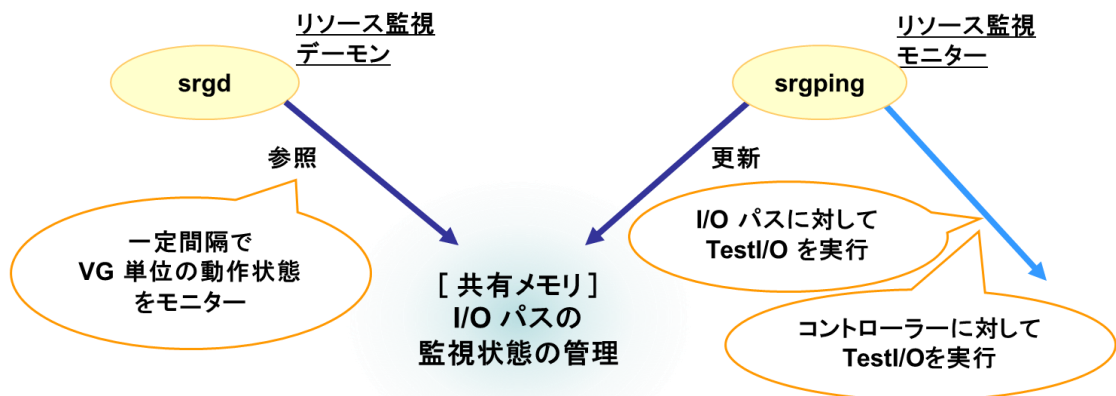 リソース監視
デーモン
srgd
リソース監視
モニター
srgping
参照
更新
一定間隔で
VG 単位の動作状態
をモニター
I/O パスに対して
TestI/O を実行
[ 共有メモリ ]
I/O パスの
監視状態の管理
コントローラーに対して
TestI/Oを実行